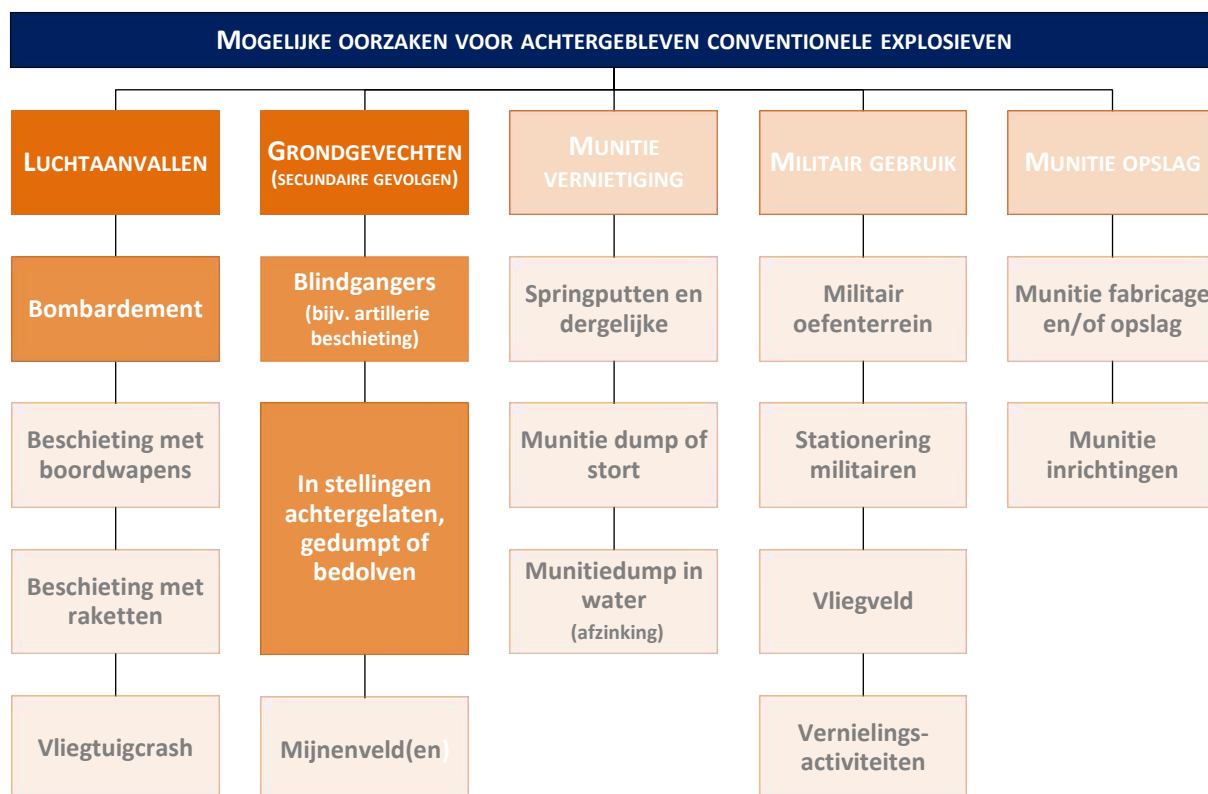 MOGELIJKE OORZAKEN VOOR ACHTERGEBLEVEN CONVENTIONELE EXPLOSIEVEN
LUCHTAANVALLEN
Bombardement
Beschieting met
boordwapens
Beschieting met
raketten
Vliegtuigcrash
GRONDGEVECHTEN
(SECUNDAIRE GEVOLGEN)
Blindgangers
(bijv. artillerie
beschieting)
In stellingen
achtergelaten,
gedumpt of
bedolven
Mijnenveld(en)
MUNITIE
VERNIETIGING
Springputten en
dergelijke
Munitie dump of
stort
Munitiedump in
water
(afzinking)
MILITAIR GEBRUIK
Militair
oefenterrein
Stationering
militairen
Vliegveld
Vernielings-
activiteiten
MUNITIE OPSLAG
Munitie fabricage
en/of opslag
Munitie
inrichtingen